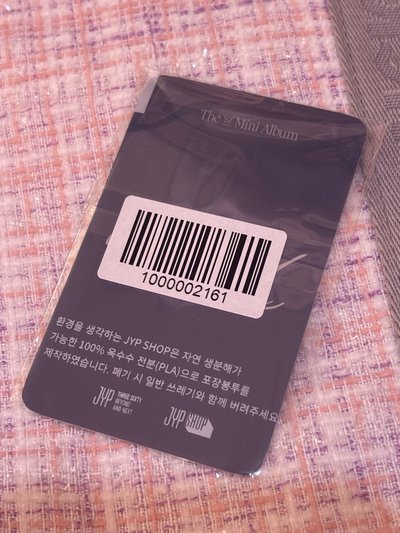 The 1st Mini Album
1000002161
환경을 생각하는 JYP SHOP은 자연 생분해가
가능한 100% 옥수수 전분(PLA)으로 포장봉투를
제작하였습니다. 폐기 시 일반 쓰레기와 함께 버려주세요
JYP THREE SIXTY
BEYOND
AND NEXT
JYP SHOP